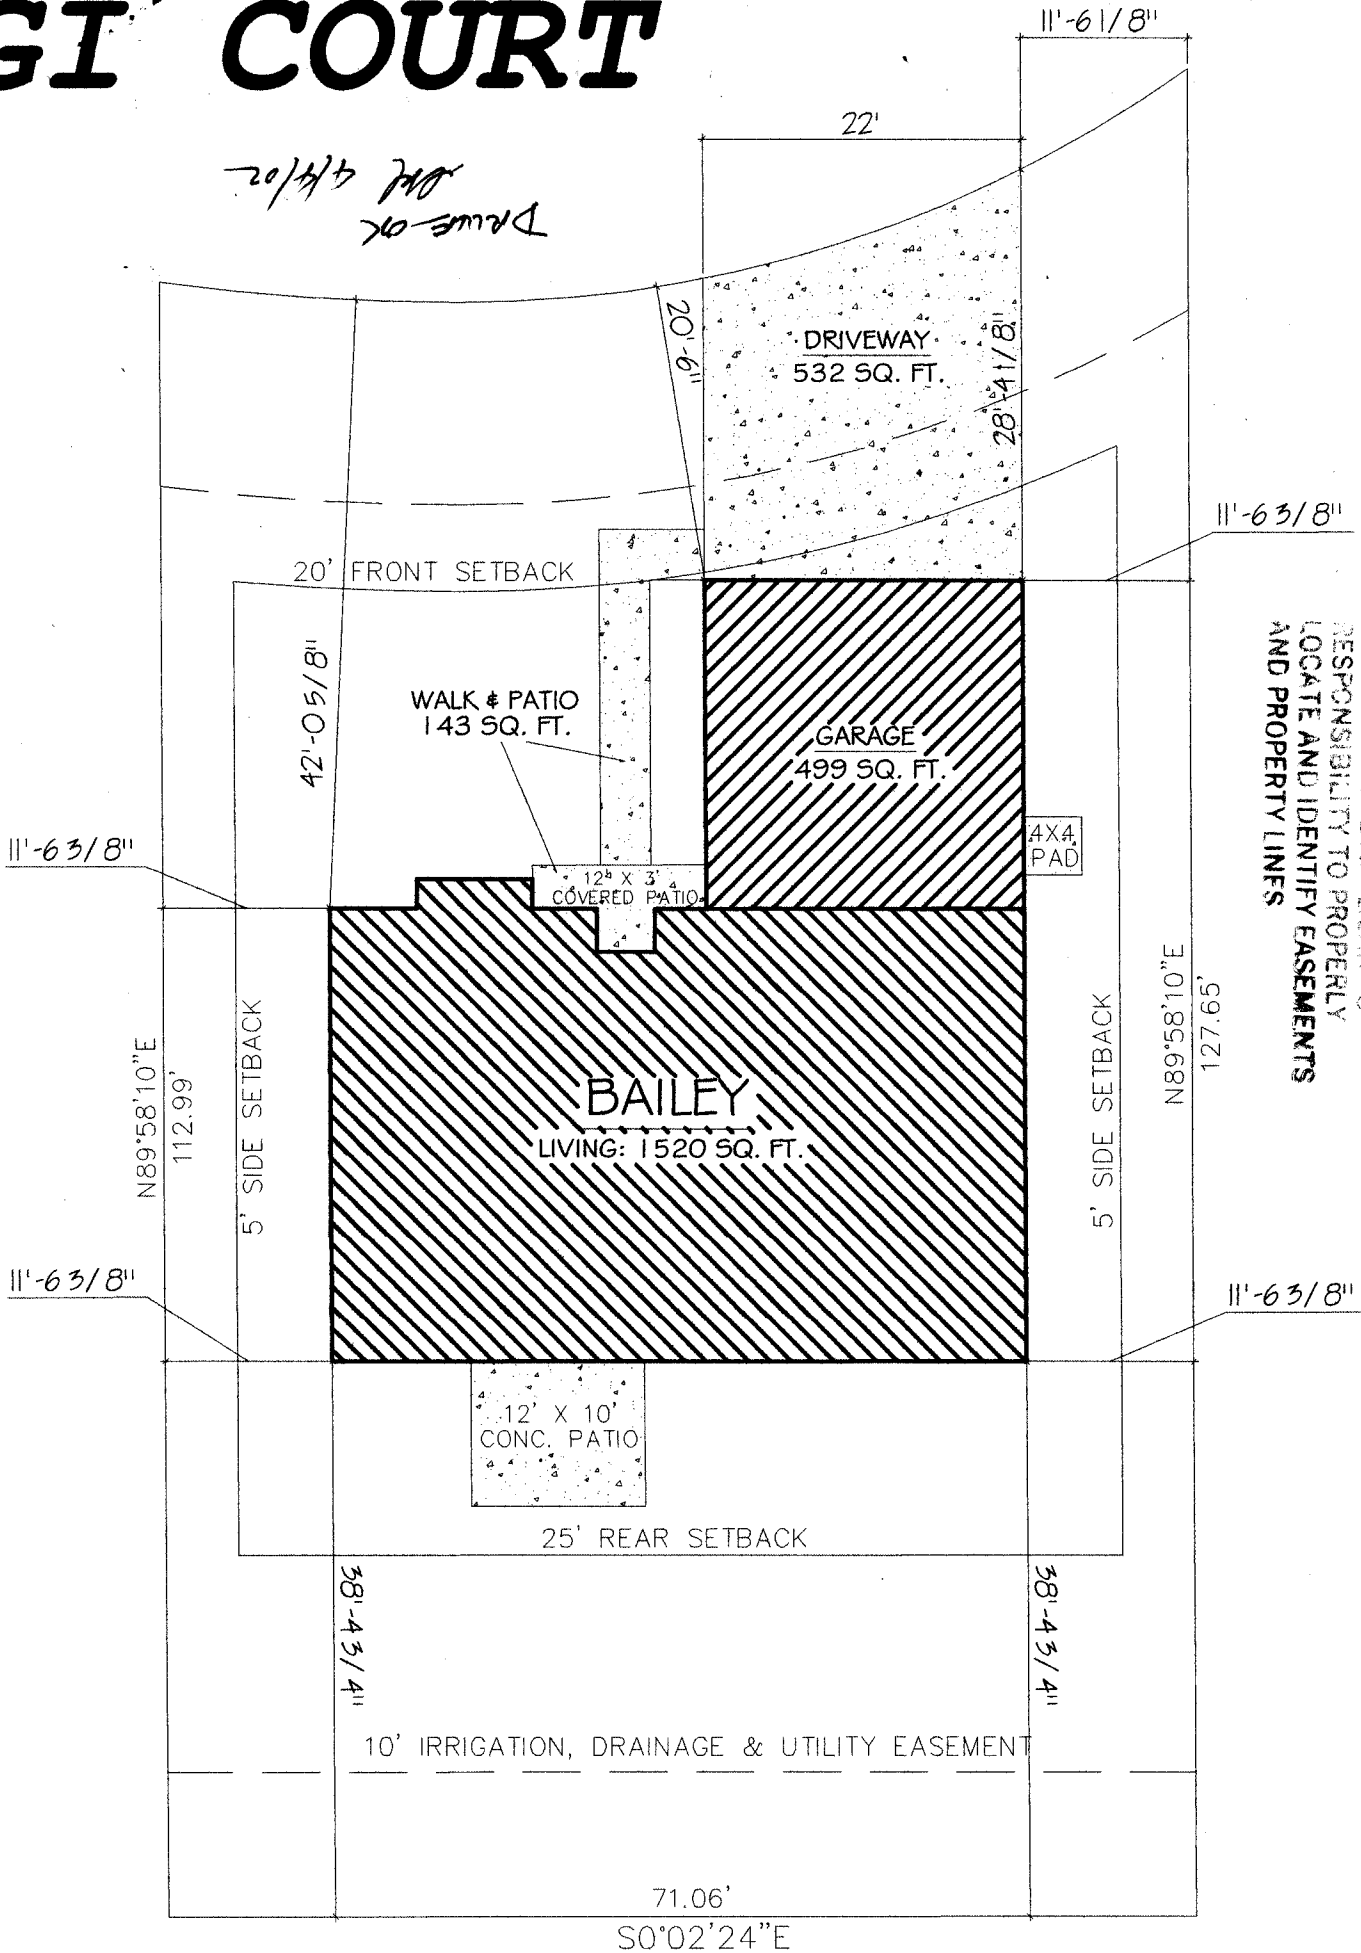 GI COURT
11'-6 1/8"
22'
DRIVE OK
4/4/02
20'-6"
DRIVEWAY
532 SQ. FT.
28'-4 1/8"
11'-6 3/8"
20' FRONT SETBACK
42'-0 5/8"
WALK & PATIO
143 SQ. FT.
GARAGE
499 SQ. FT.
RESPONSIBILITY TO PROPERLY
LOCATE AND IDENTIFY EASEMENTS
AND PROPERTY LINES
4X4
PAD
11'-6 3/8"
12' X 3'
COVERED PATIO
N89°58'10"E
112.99'
5' SIDE SETBACK
BAILEY
LIVING: 1520 SQ. FT.
5' SIDE SETBACK
N89°58'10"E
127.65'
11'-6 3/8"
11'-6 3/8"
12' X 10'
CONC. PATIO
25' REAR SETBACK
38'-4 3/4"
38'-4 3/4"
10' IRRIGATION, DRAINAGE & UTILITY EASEMENT
71.06'
S0°02'24"E